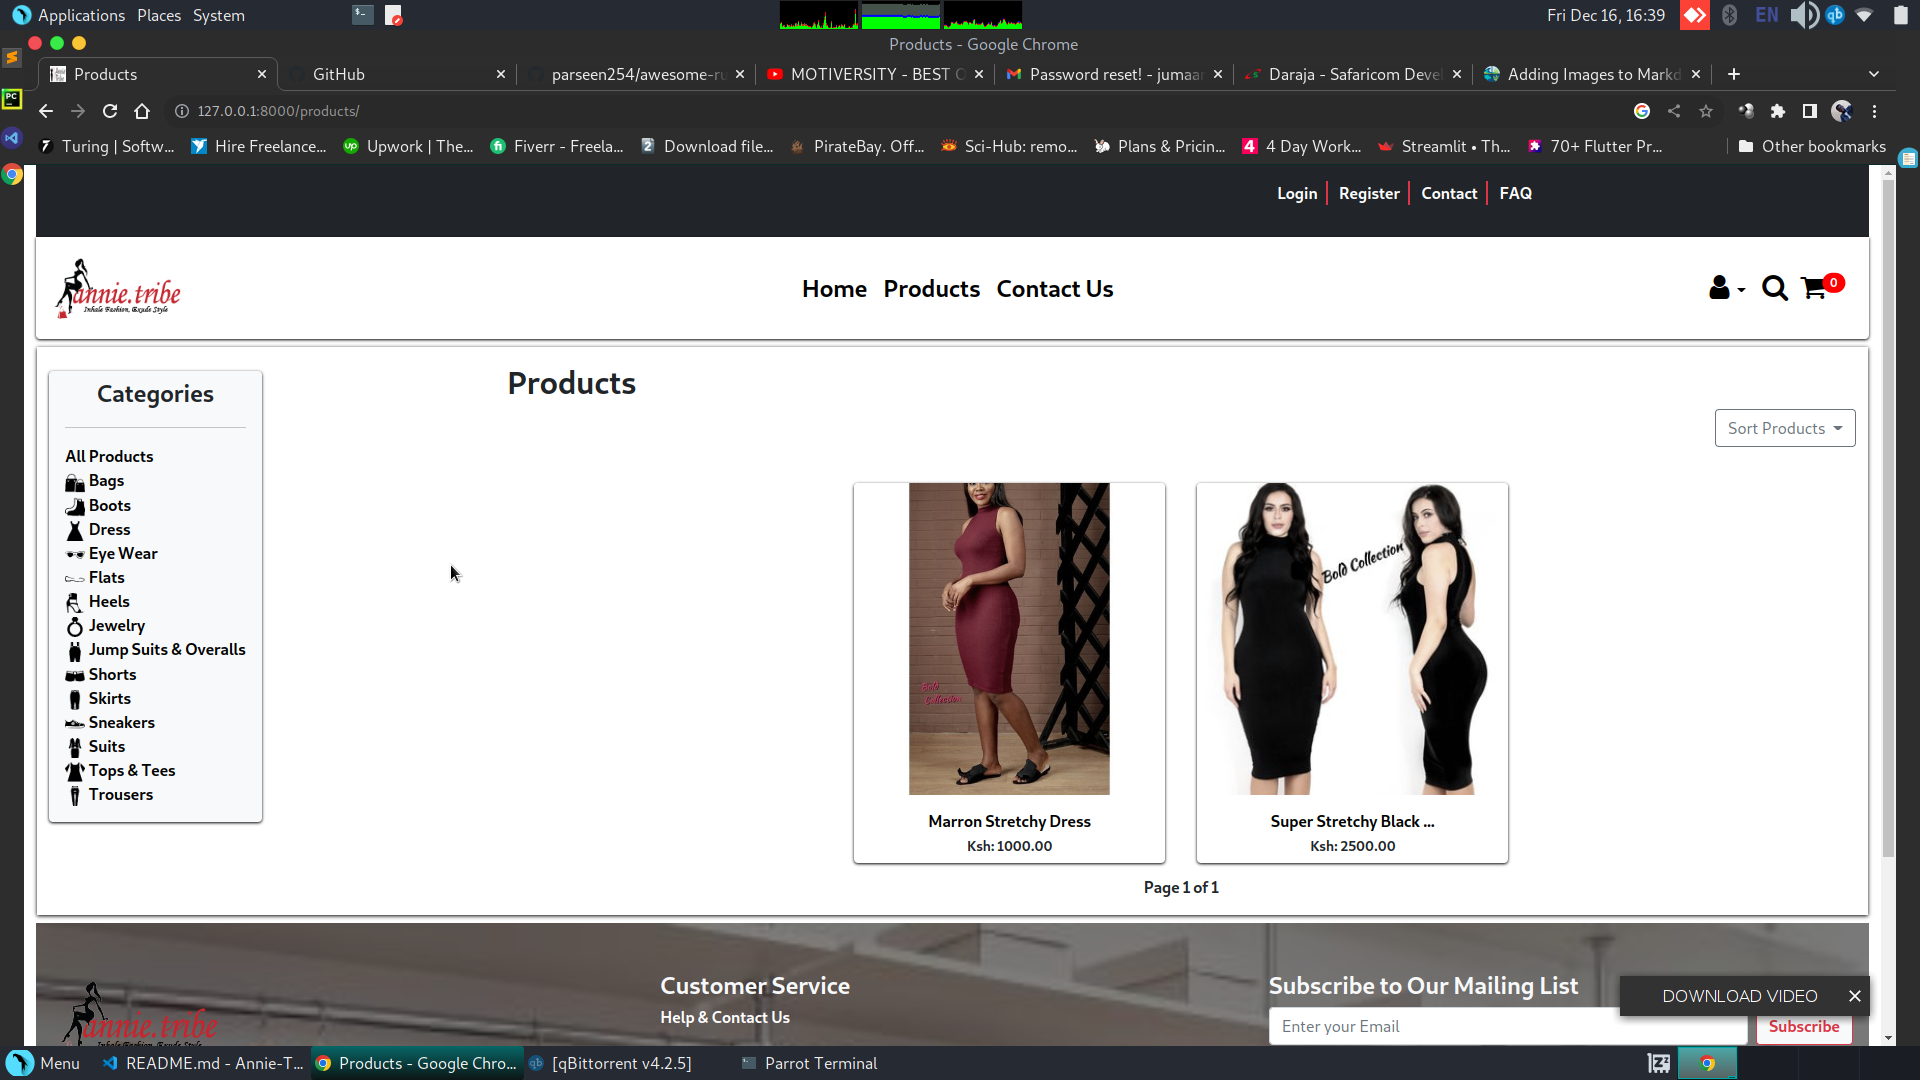 Applications Places System
Fri Dec 16, 16:39
EN
qb
Products - Google Chrome
Products
GitHub
parseen254/awesome-ru
MOTIVERSITY - BEST O
Password reset! - jumaar
Daraja - Safaricom Devel
Adding Images to Markd
127.0.0.1:8000/products/
Turing | Softw...
Hire Freelance...
Upwork | The...
Fiverr - Freela...
Download file...
PirateBay. Off...
Sci-Hub: remo...
Plans & Pricin...
4 Day Work...
Streamlit • Th...
70+ Flutter Pr...
Other bookmarks
Login
Register
Contact
FAQ
annie.tribe
Inhale Fashion, Exude Style
Home Products Contact Us
0
Categories
All Products
Bags
Boots
Dress
Eye Wear
Flats
Heels
Jewelry
Jump Suits & Overalls
Shorts
Skirts
Sneakers
Suits
Tops & Tees
Trousers
Products
Sort Products
Bold
Collection
Marron Stretchy Dress
Ksh: 1000.00
Bold Collection
Super Stretchy Black ...
Ksh: 2500.00
Page 1 of 1
annie.tribe
Customer Service
Help & Contact Us
Subscribe to Our Mailing List
Enter your Email
Subscribe
DOWNLOAD VIDEO
Menu
README.md - Annie-T...
Products - Google Chro...
[qBittorrent v4.2.5]
Parrot Terminal